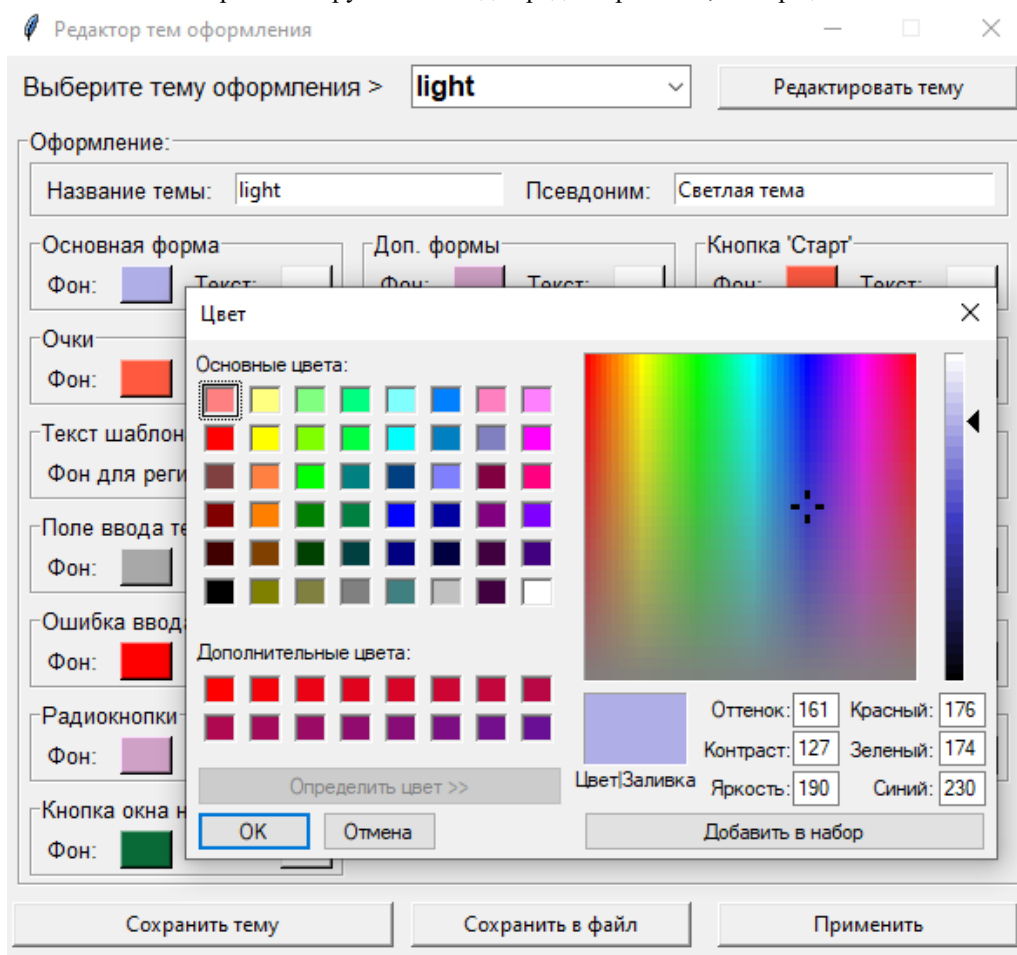 Редактор тем оформления
Выберите тему оформления > light Редактировать тему
Оформление:
Название темы: light Псевдоним: Светлая тема
Основная форма Доп. формы Кнопка 'Старт'
Фон: Текст: Фон: Текст: Фон: Текст:
Цвет
Очки
Фон:
Основные цвета:
Текст шаблон
Фон для реги
Поле ввода те
Фон:
Ошибка ввода
Фон:
Дополнительные цвета:
Радиокнопки
Фон:
Оттенок: 161 Красный: 176
Контраст: 127 Зеленый: 174
Цвет|Заливка Яркость: 190 Синий: 230
Определить цвет >>
Кнопка окна н
Фон:
OK Отмена Добавить в набор
Сохранить тему Сохранить в файл Применить